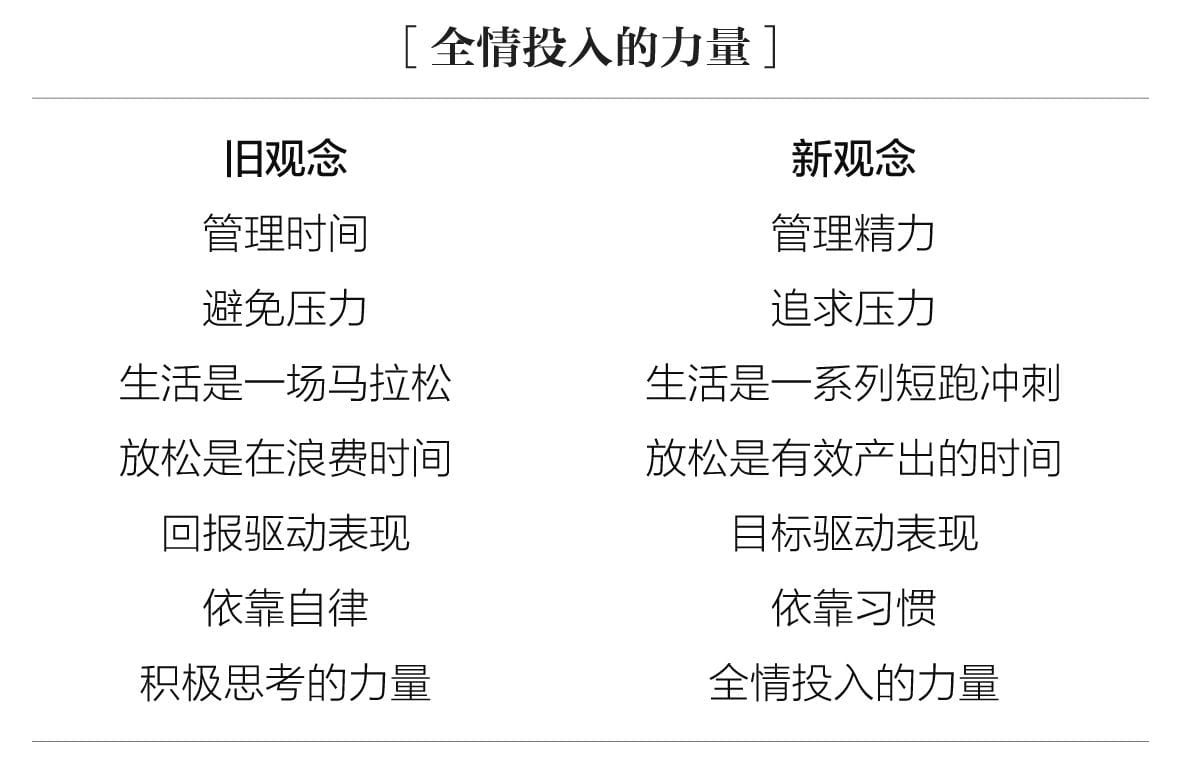 [ 全情投入的力量 ]
旧观念 新观念
管理时间 管理精力
避免压力 追求压力
生活是一场马拉松 生活是一系列短跑冲刺
放松是在浪费时间 放松是有效产出的时间
回报驱动表现 目标驱动表现
依靠自律 依靠习惯
积极思考的力量 全情投入的力量